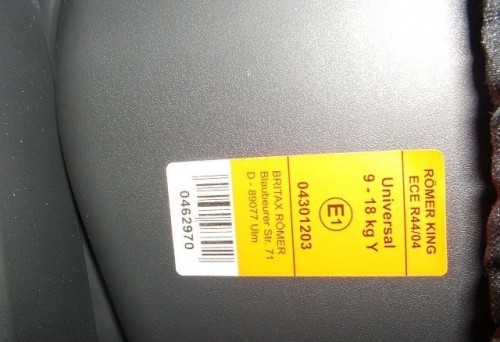 RÖMER KING
ECE R44/04
Universal
9 - 18 kg Y
E1
04301203
BRITAX RÖMER
Blaubeurer Str. 71
D - 89077 Ulm
0462970